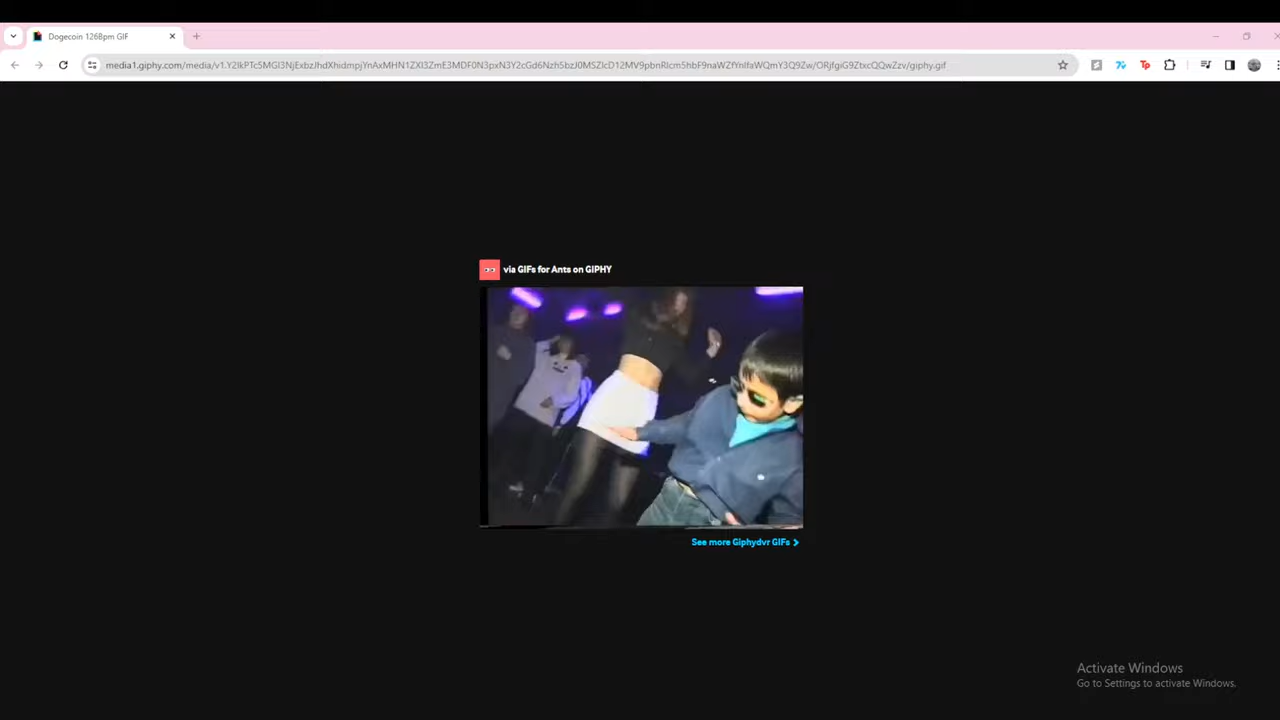 Dogecoin 126Bpm GIF
via GIFs for Ants on GIPHY
See more Giphydvr GIFs
Activate Windows
Go to Settings to activate Windows.